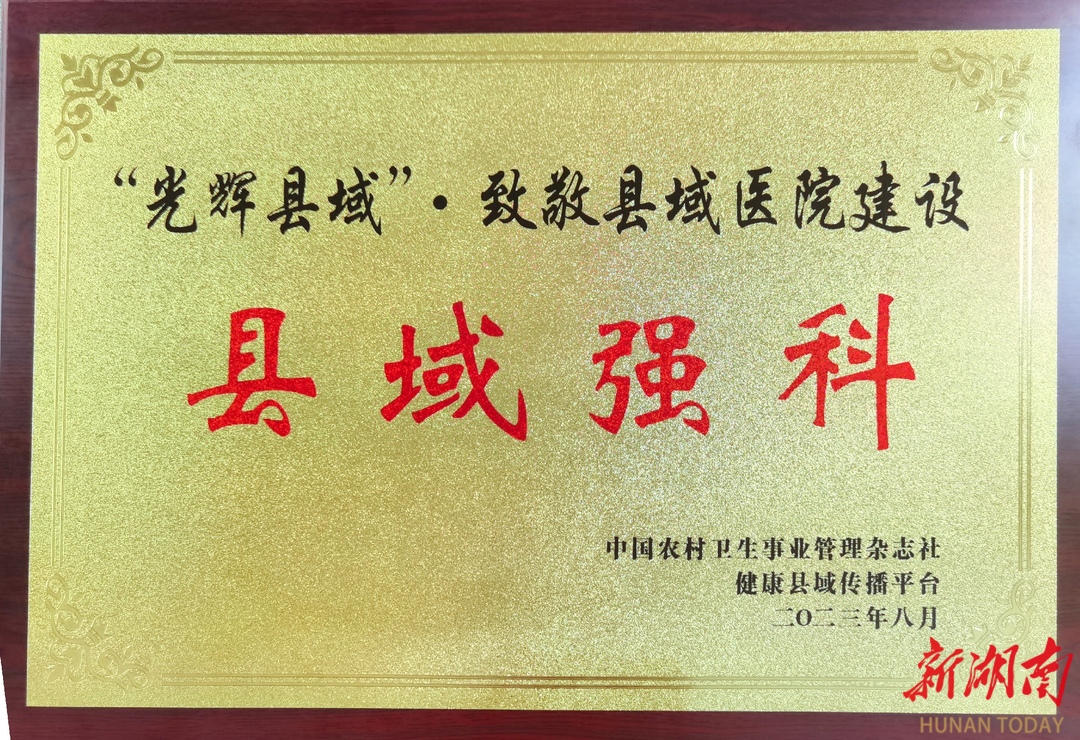 “光辉县域”·致敬县域医院建设
县域强科
中国农村卫生事业管理杂志社
健康县域传播平台
二〇二三年八月
新湖南
HUNAN TODAY